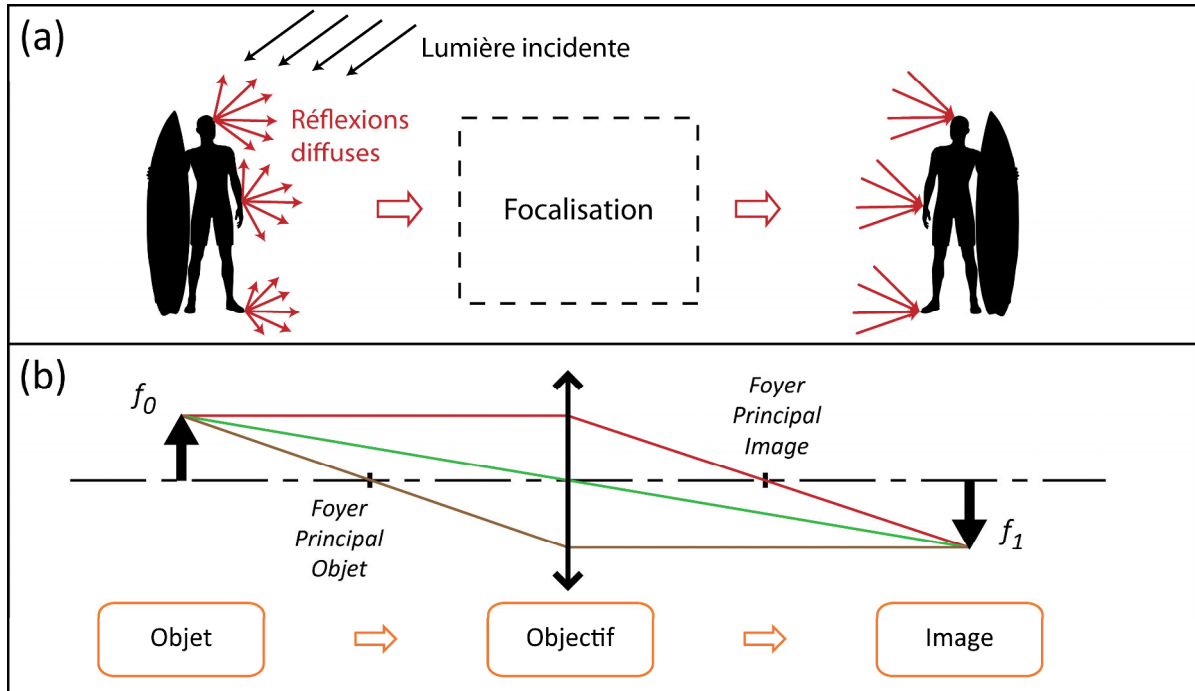 (a)
Lumière incidente
Réflexions
diffuses
Focalisation
(b)
f0
Foyer
Principal
Image
Foyer
Principal
Objet
f1
Objet
Objectif
Image